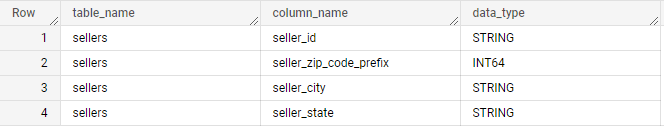 Row table_name column_name data_type
1 sellers seller_id STRING
2 sellers seller_zip_code_prefix INT64
3 sellers seller_city STRING
4 sellers seller_state STRING